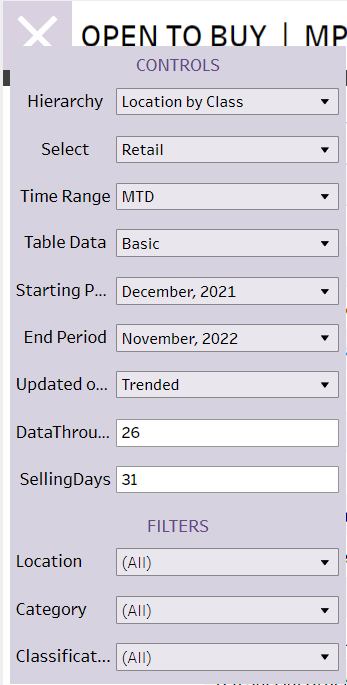 OPEN TO BUY | MP
CONTROLS
Hierarchy Location by Class
Select Retail
Time Range MTD
Table Data Basic
Starting P... December, 2021
End Period November, 2022
Updated o... Trended
DataThrou... 26
SellingDays 31
FILTERS
Location (All)
Category (All)
Classificat... (All)